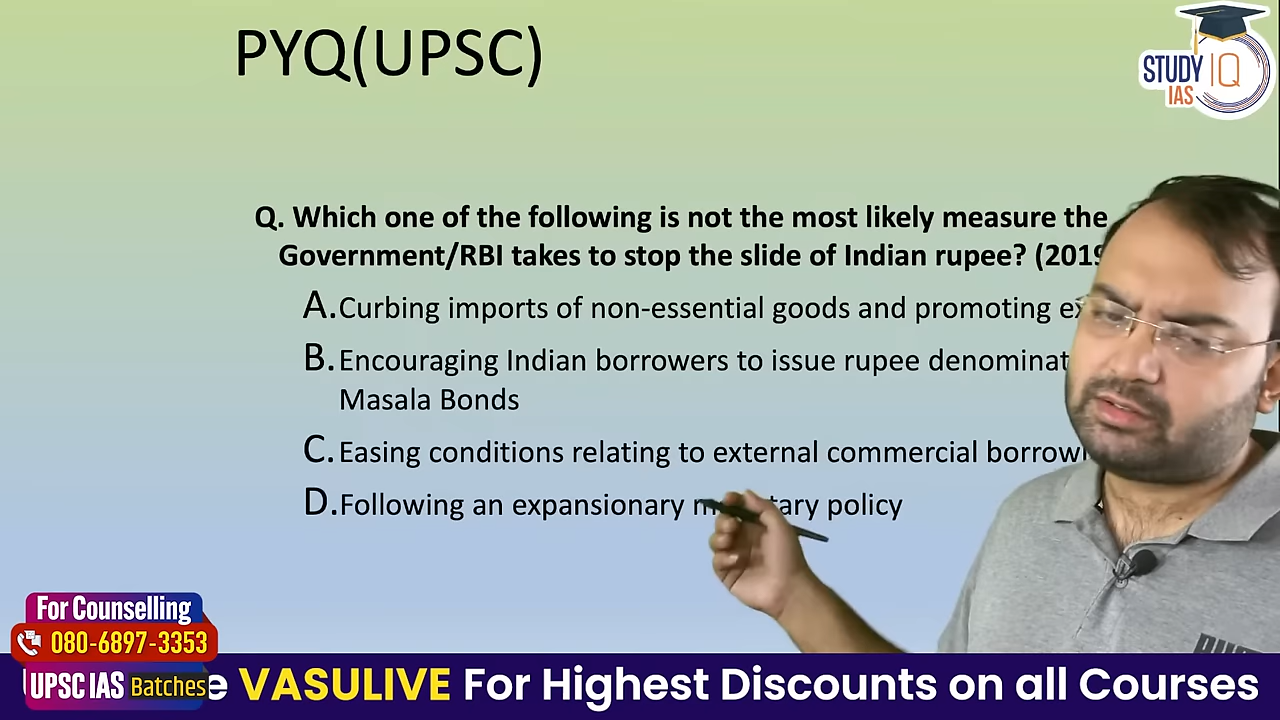 PYQ(UPSC)
STUDY IQ
IAS
Q. Which one of the following is not the most likely measure the
Government/RBI takes to stop the slide of Indian rupee? (2019
A. Curbing imports of non-essential goods and promoting
B. Encouraging Indian borrowers to issue rupee
Masala Bonds
C. Easing conditions relating to external commercial
D. Following an expansionary policy
For Counselling
080-6897-3353
UPSC IAS Batches
VASULIVE For Highest Discounts on all Courses